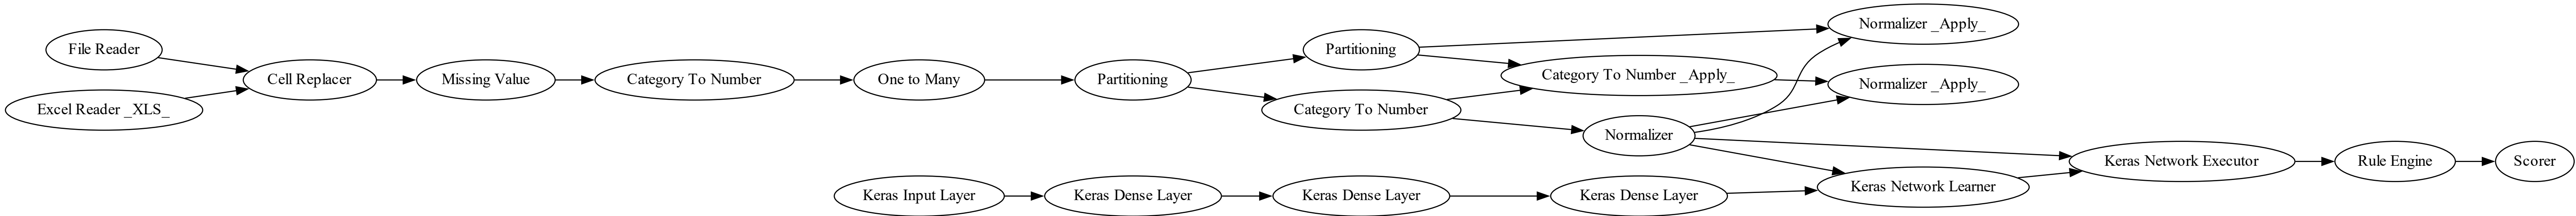 File Reader
Excel Reader _XLS_
Cell Replacer
Missing Value
Category To Number
One to Many
Partitioning
Partitioning
Category To Number
Category To Number _Apply_
Normalizer
Normalizer _Apply_
Normalizer _Apply_
Keras Input Layer
Keras Dense Layer
Keras Dense Layer
Keras Dense Layer
Keras Network Learner
Keras Network Executor
Rule Engine
Scorer